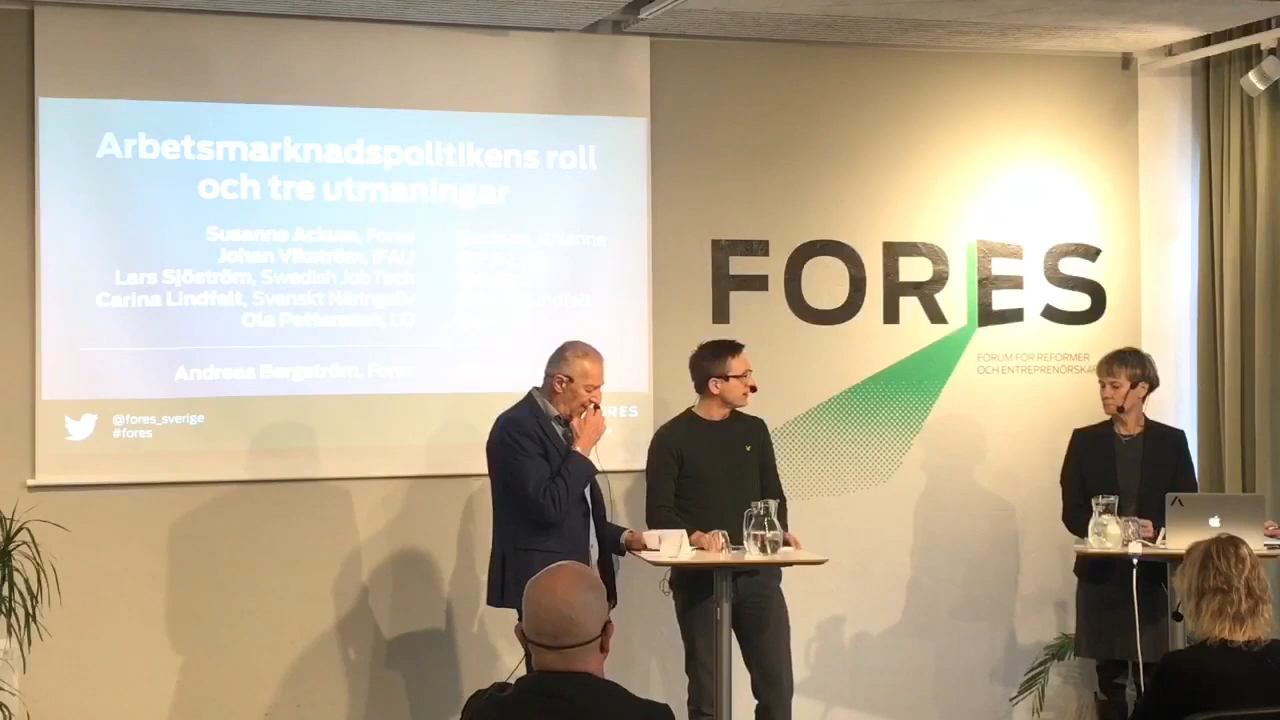 Arbetsmarknadspolitikens roll
och tre utmaningar
Susanne Ackum, Fores
Johan Vikström, IFAU
Lars Sjöström, Swedish JobTech
Carina Lindfelt, Svenskt Näringsliv
Ola Pettersson, LO
Andreas Bergström, Fores
@fores_sverige
#fores
FORES
FORUM FÖR REFORMER
OCH ENTREPRENÖRSKAP